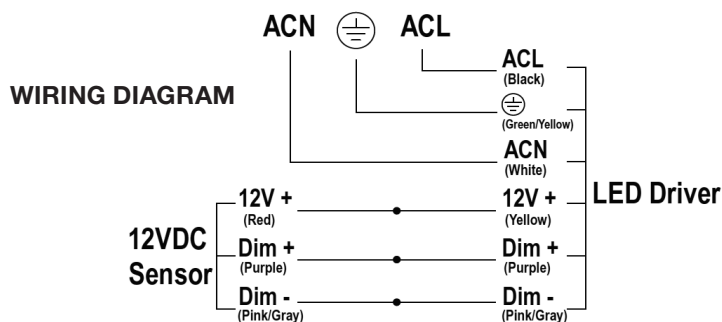 ACN ACL
ACL
(Black)
WIRING DIAGRAM
(Green/Yellow)
ACN
(White)
12V + 12V +
(Red) (Yellow)
LED Driver
12VDC
Sensor
Dim + Dim +
(Purple) (Purple)
Dim - Dim -
(Pink/Gray) (Pink/Gray)